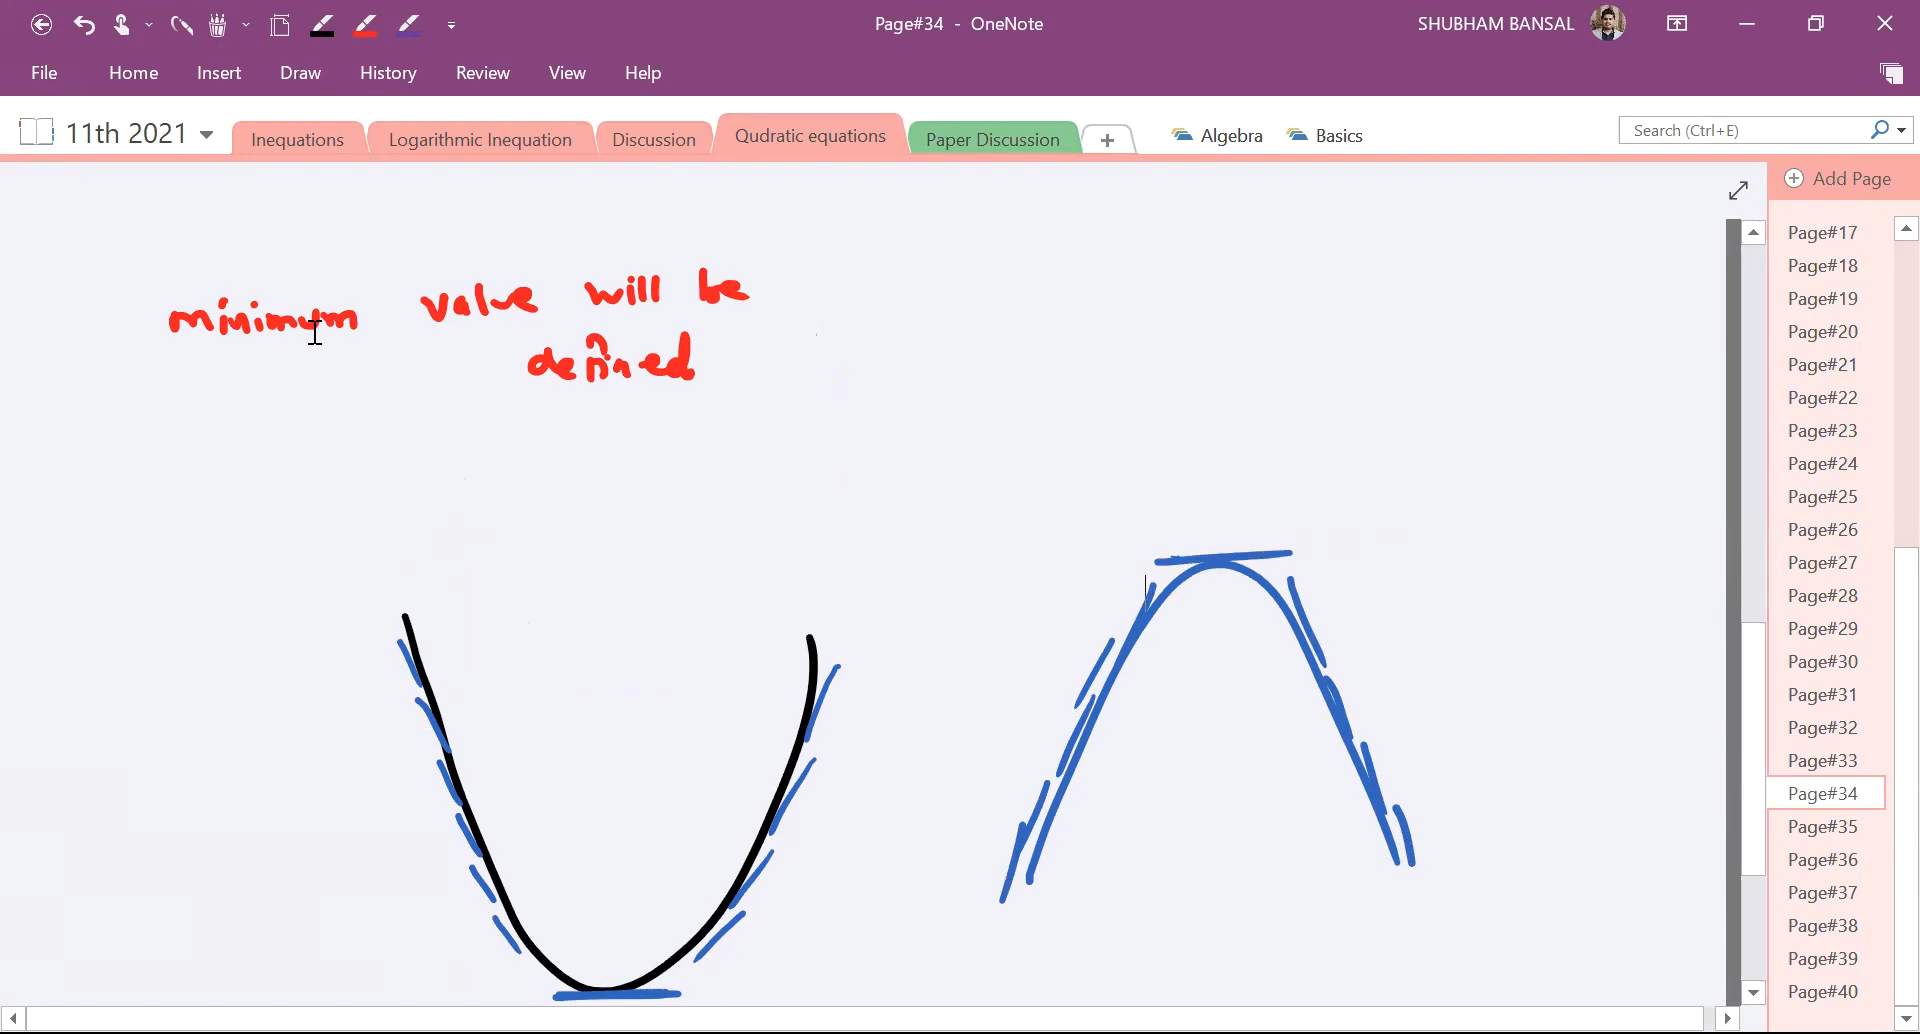 Page#34 - OneNote
SHUBHAM BANSAL
File Home Insert Draw History Review View Help
11th 2021
Inequations
Logarithmic Inequation
Discussion
Qudratic equations
Paper Discussion
Algebra
Basics
Search (Ctrl+E)
Add Page
minimum value will be
defined
Page#17
Page#18
Page#19
Page#20
Page#21
Page#22
Page#23
Page#24
Page#25
Page#26
Page#27
Page#28
Page#29
Page#30
Page#31
Page#32
Page#33
Page#34
Page#35
Page#36
Page#37
Page#38
Page#39
Page#40